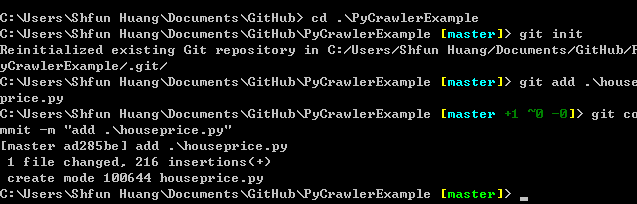 C:\Users\Shfun Huang\Documents\GitHub> cd .\PyCrawlerExample
C:\Users\Shfun Huang\Documents\GitHub\PyCrawlerExample [master]> git init
Reinitialized existing Git repository in C:/Users/Shfun Huang/Documents/GitHub/P
yCrawlerExample/.git/
C:\Users\Shfun Huang\Documents\GitHub\PyCrawlerExample [master]> git add .\house
price.py
C:\Users\Shfun Huang\Documents\GitHub\PyCrawlerExample [master +1 ~0 -0]> git co
mmit -m "add .\houseprice.py"
[master ad285be] add .\houseprice.py
 1 file changed, 216 insertions(+)
 create mode 100644 houseprice.py
C:\Users\Shfun Huang\Documents\GitHub\PyCrawlerExample [master]>